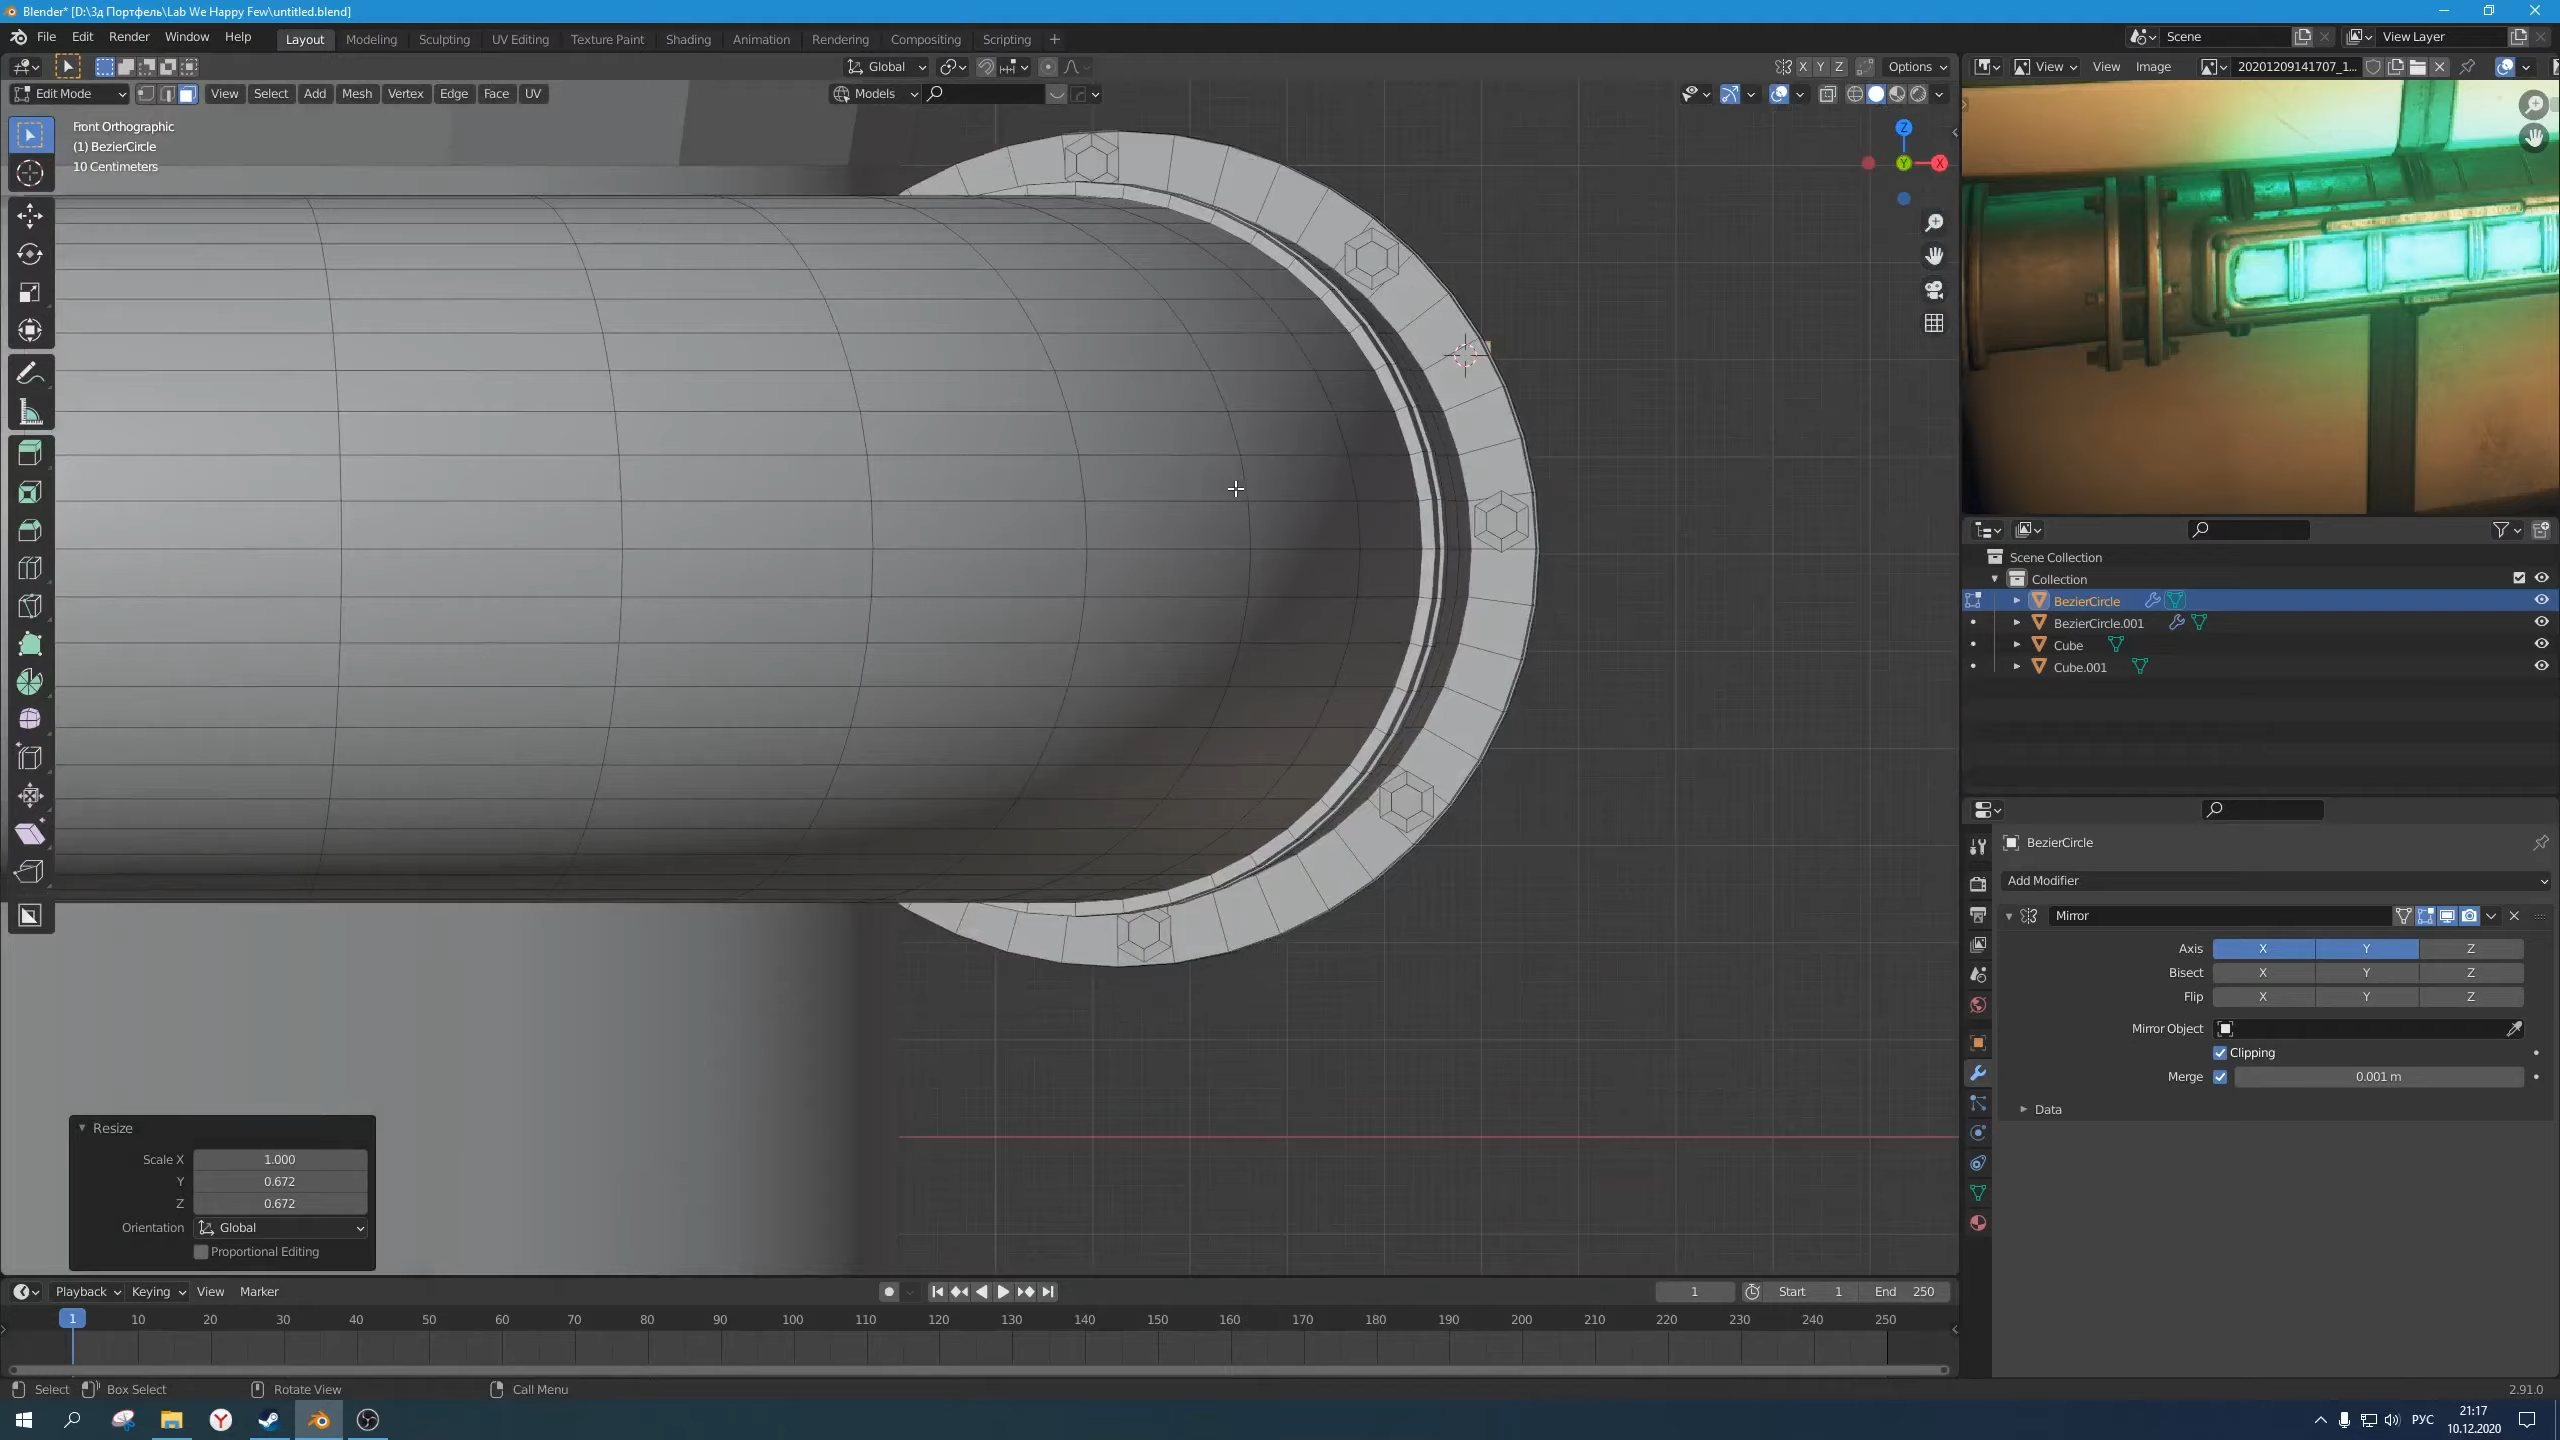 Blender* [D:\3д Портфель\Lab We Happy Few\untitled.blend]
File Edit Render Window Help Layout Modeling Sculpting UV Editing Texture Paint Shading Animation Rendering Compositing Scripting + Scene View Layer
Global X Y Z Options View View Image 20201209141707_1...
Edit Mode View Select Add Mesh Vertex Edge Face UV Models
Front Orthographic
(1) BezierCircle
10 Centimeters
Z
Y X
Scene Collection
Collection
BezierCircle
BezierCircle.001
Cube
Cube.001
BezierCircle
Add Modifier
Mirror
Axis X Y Z
Bisect X Y Z
Flip X Y Z
Mirror Object
Clipping
Merge 0.001 m
Data
Resize
Scale X 1.000
Y 0.672
Z 0.672
Orientation Global
Proportional Editing
Playback Keying View Marker 1 Start 1 End 250
1 10 20 30 40 50 60 70 80 90 100 110 120 130 140 150 160 170 180 190 200 210 220 230 240 250
Select Box Select Rotate View Call Menu 2.91.0
РУС 21:17
10.12.2020